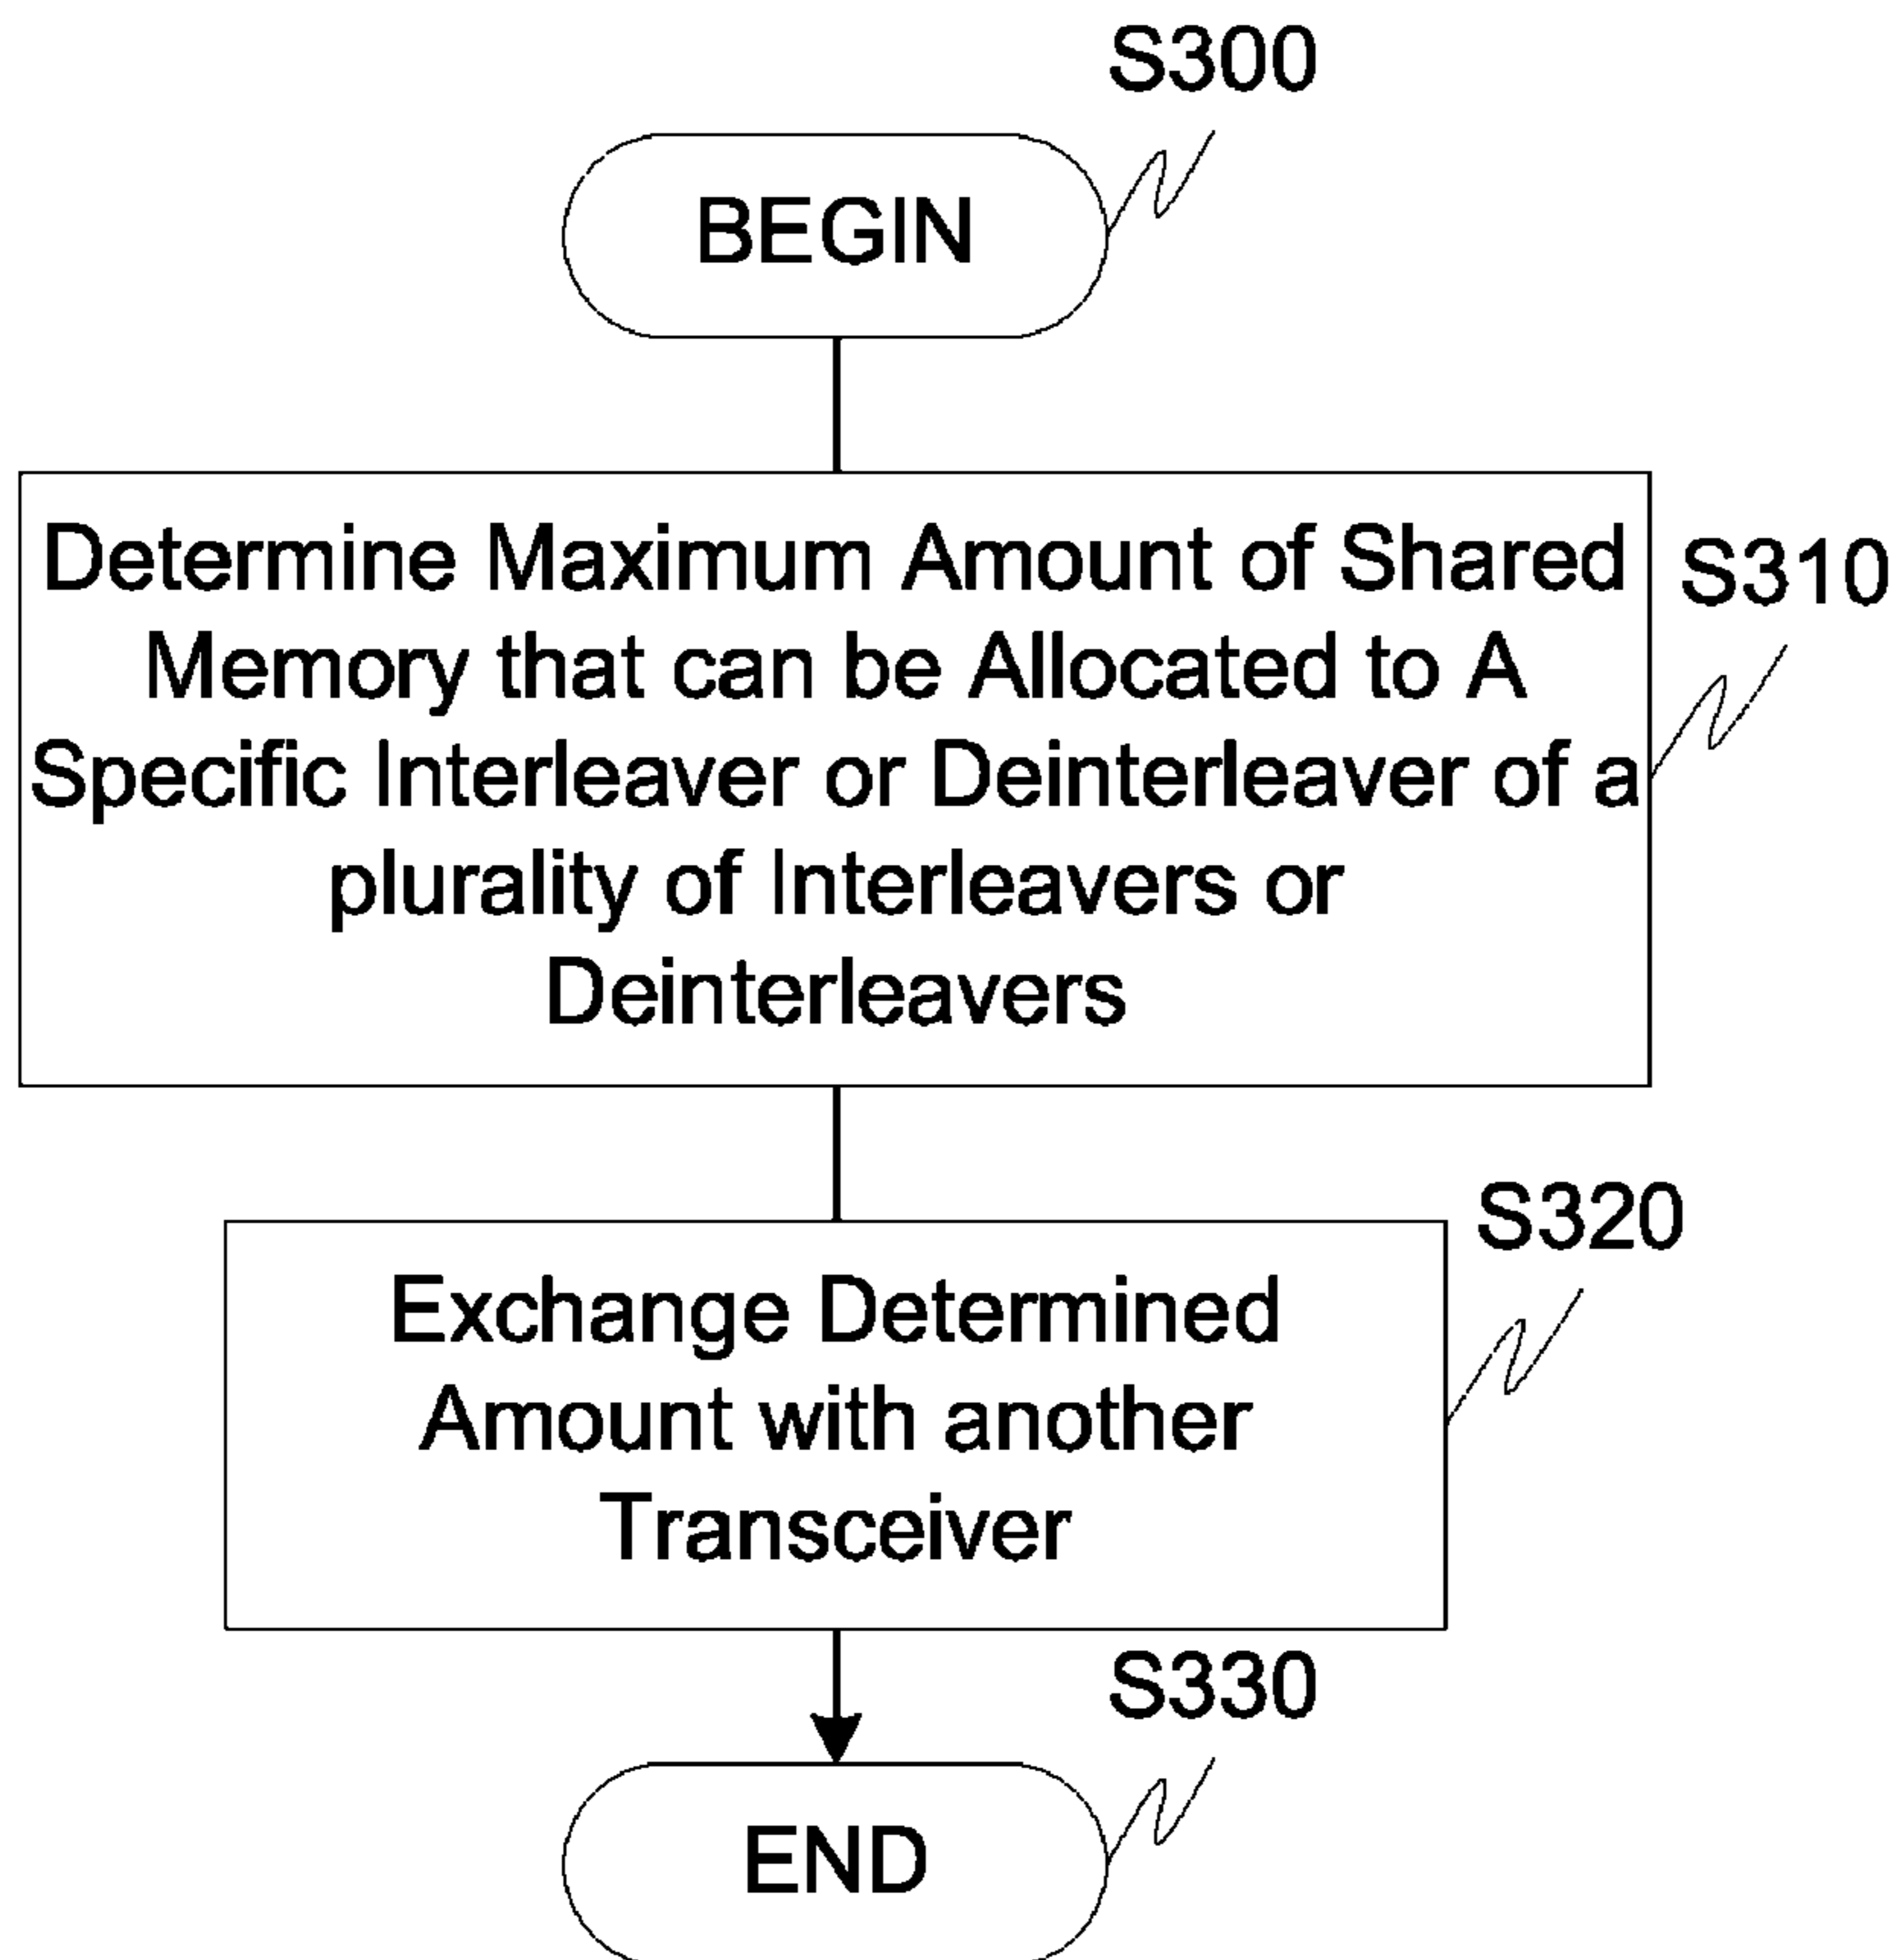 S300
BEGIN
Determine Maximum Amount of Shared
Memory that can be Allocated to A
Specific Interleaver or Deinterleaver of a
plurality of Interleavers or
Deinterleavers
S310
S320
Exchange Determined
Amount with another
Transceiver
S330
END